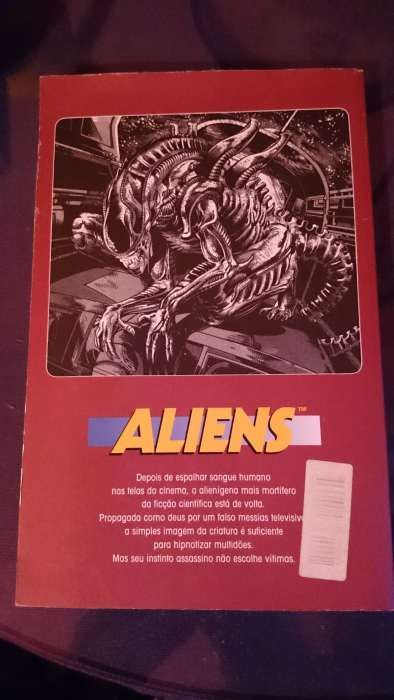 ALIENS™
Depois de espalhar sangue humano
nas telas do cinema, o alienígena mais mortífero
da ficção científica está de volta.
Propagada como deus por um falso messias televisivo
a simples imagem da criatura é suficiente
para hipnotizar multidões.
Mas seu instinto assassino não escolhe vítimas.